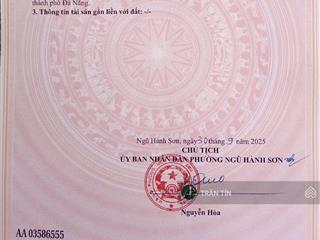 thành phố Đà Nẵng.
3. Thông tin tài sản gắn liền với đất: -/-
Ngũ Hành Sơn, ngày 30 tháng 9 năm 2025
CHỦ TỊCH
ỦY BAN NHÂN DÂN PHƯỜNG NGŨ HÀNH SƠN
TRẦN TÍN
Nguyễn Hòa
AA 03586555